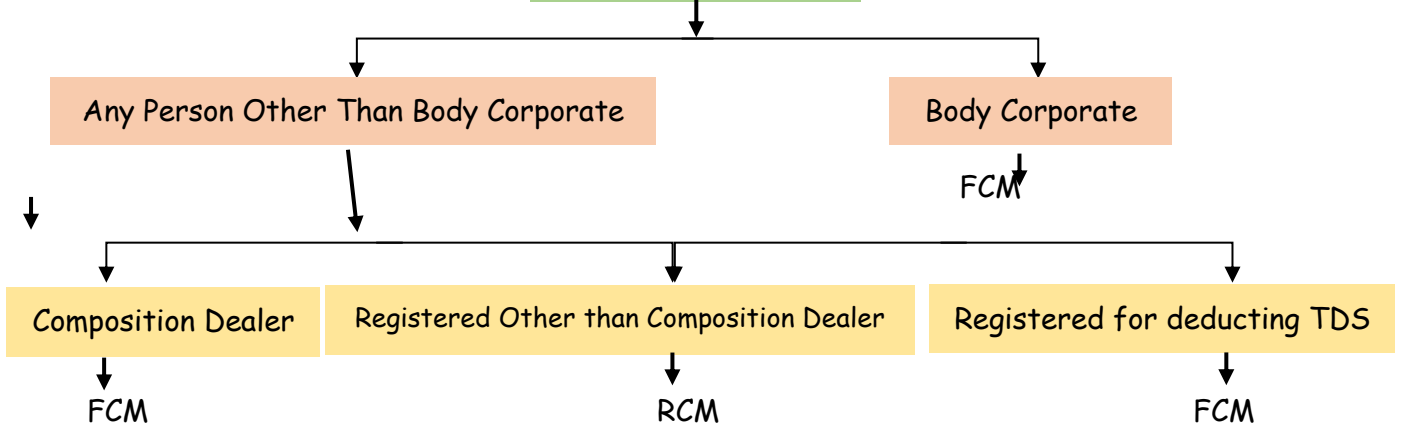 Any Person Other Than Body Corporate
Body Corporate
FCM
Composition Dealer
Registered Other than Composition Dealer
Registered for deducting TDS
FCM
RCM
FCM